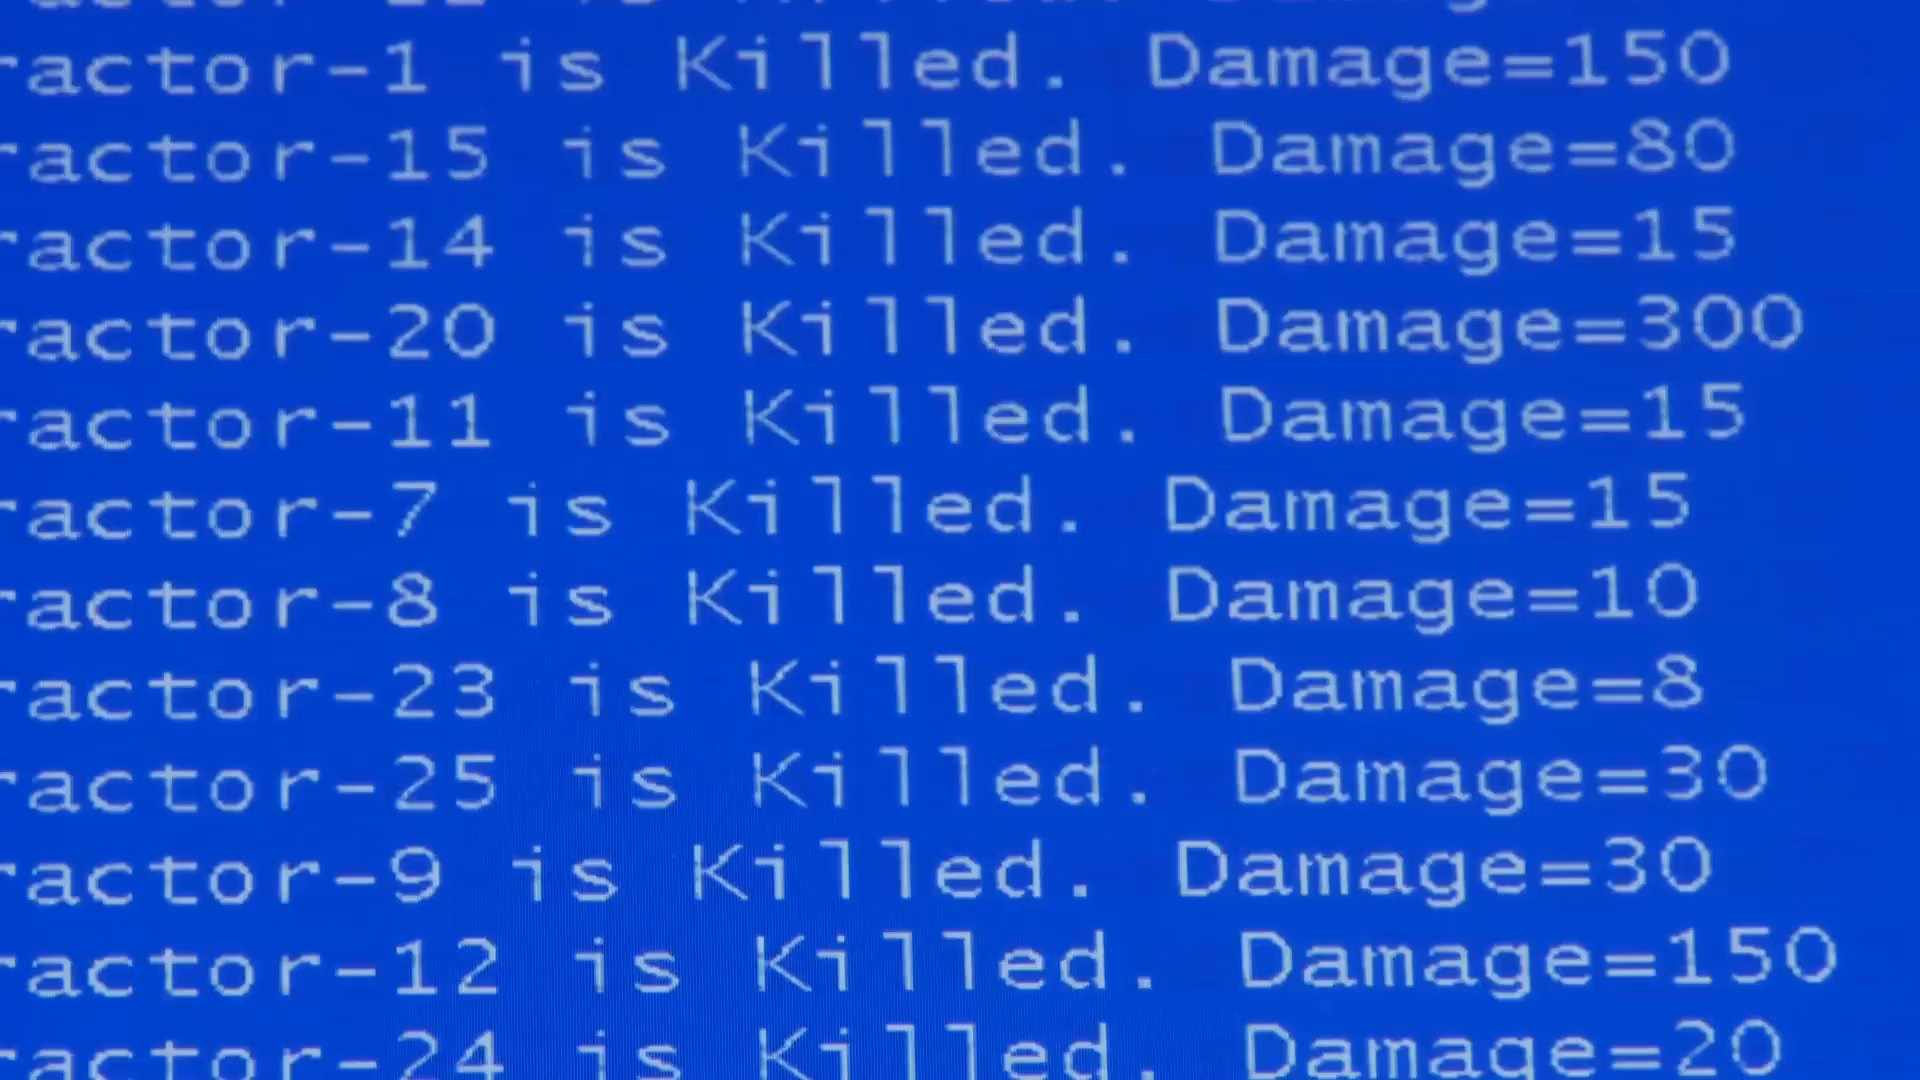 ractor-1 is Killed. Damage=150
ractor-15 is Killed. Damage=80
ractor-14 is Killed. Damage=15
ractor-20 is Killed. Damage=300
ractor-11 is Killed. Damage=15
ractor-7 is Killed. Damage=15
ractor-8 is Killed. Damage=10
ractor-23 is Killed. Damage=8
ractor-25 is Killed. Damage=30
ractor-9 is Killed. Damage=30
ractor-12 is Killed. Damage=150
ractor-24 is Killed. Damage=20